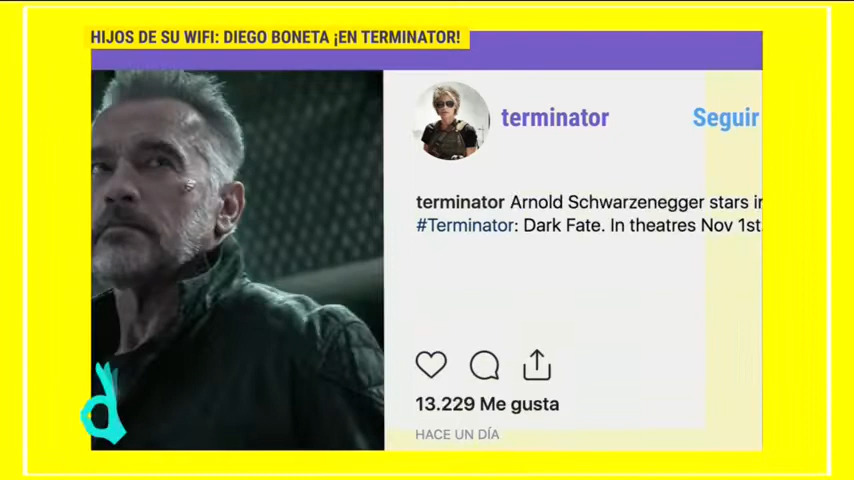 HIJOS DE SU WIFI: DIEGO BONETA ¡EN TERMINATOR!
terminator
Seguir
terminator Arnold Schwarzenegger stars in
#Terminator: Dark Fate. In theatres Nov 1st.
13.229 Me gusta
HACE UN DÍA